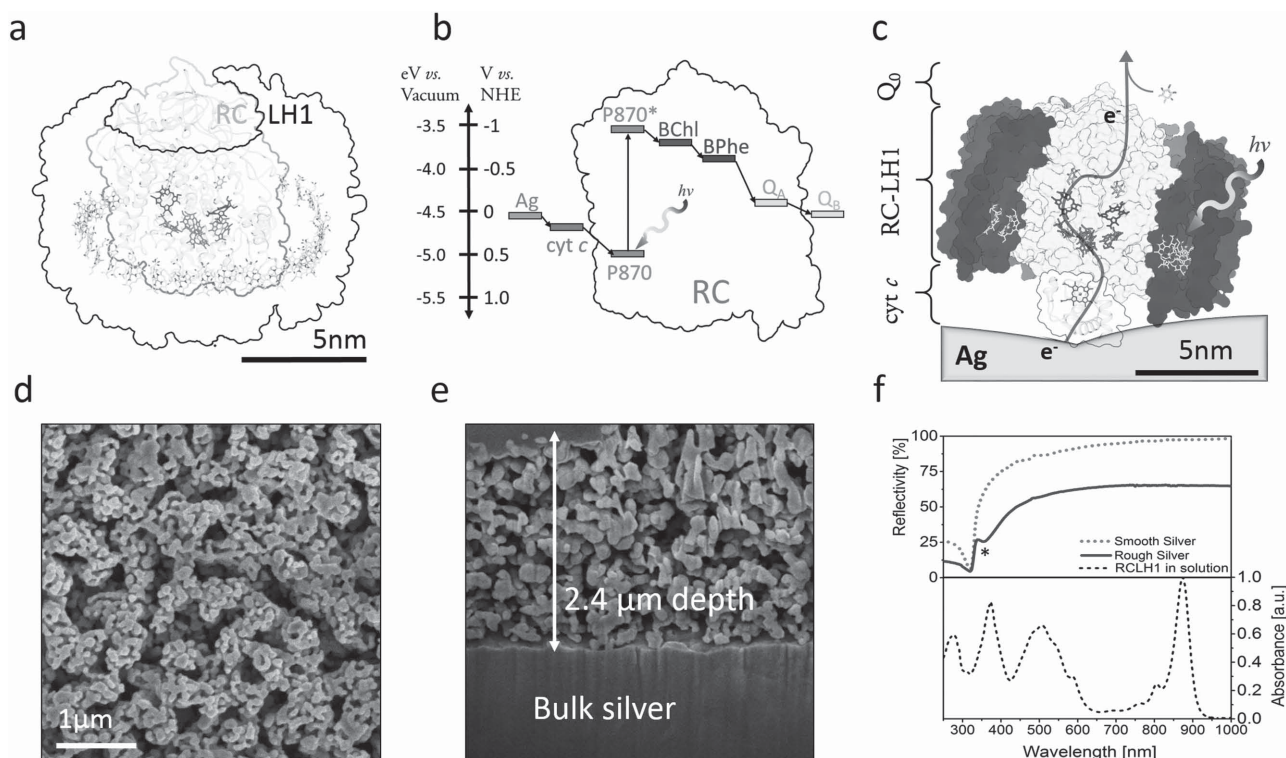 a
RC
LH1
5nm
b
eV vs.
Vacuum
V vs.
NHE
-3.5
-4.0
-4.5
-5.0
-5.5
-1
-0.5
0
0.5
1.0
Ag
cyt c
P870*
BChl
BPhe
QA
QB
hν
P870
RC
c
Q0
RC-LH1
cyt c
e-
hν
Ag
e-
5nm
d
1µm
e
2.4 µm depth
Bulk silver
f
Reflectivity [%]
100
75
50
25
0
*
Smooth Silver
Rough Silver
RCLH1 in solution
1.0
0.8
0.6
0.4
0.2
0.0
Absorbance [a.u.]
300 400 500 600 700 800 900 1000
Wavelength [nm]